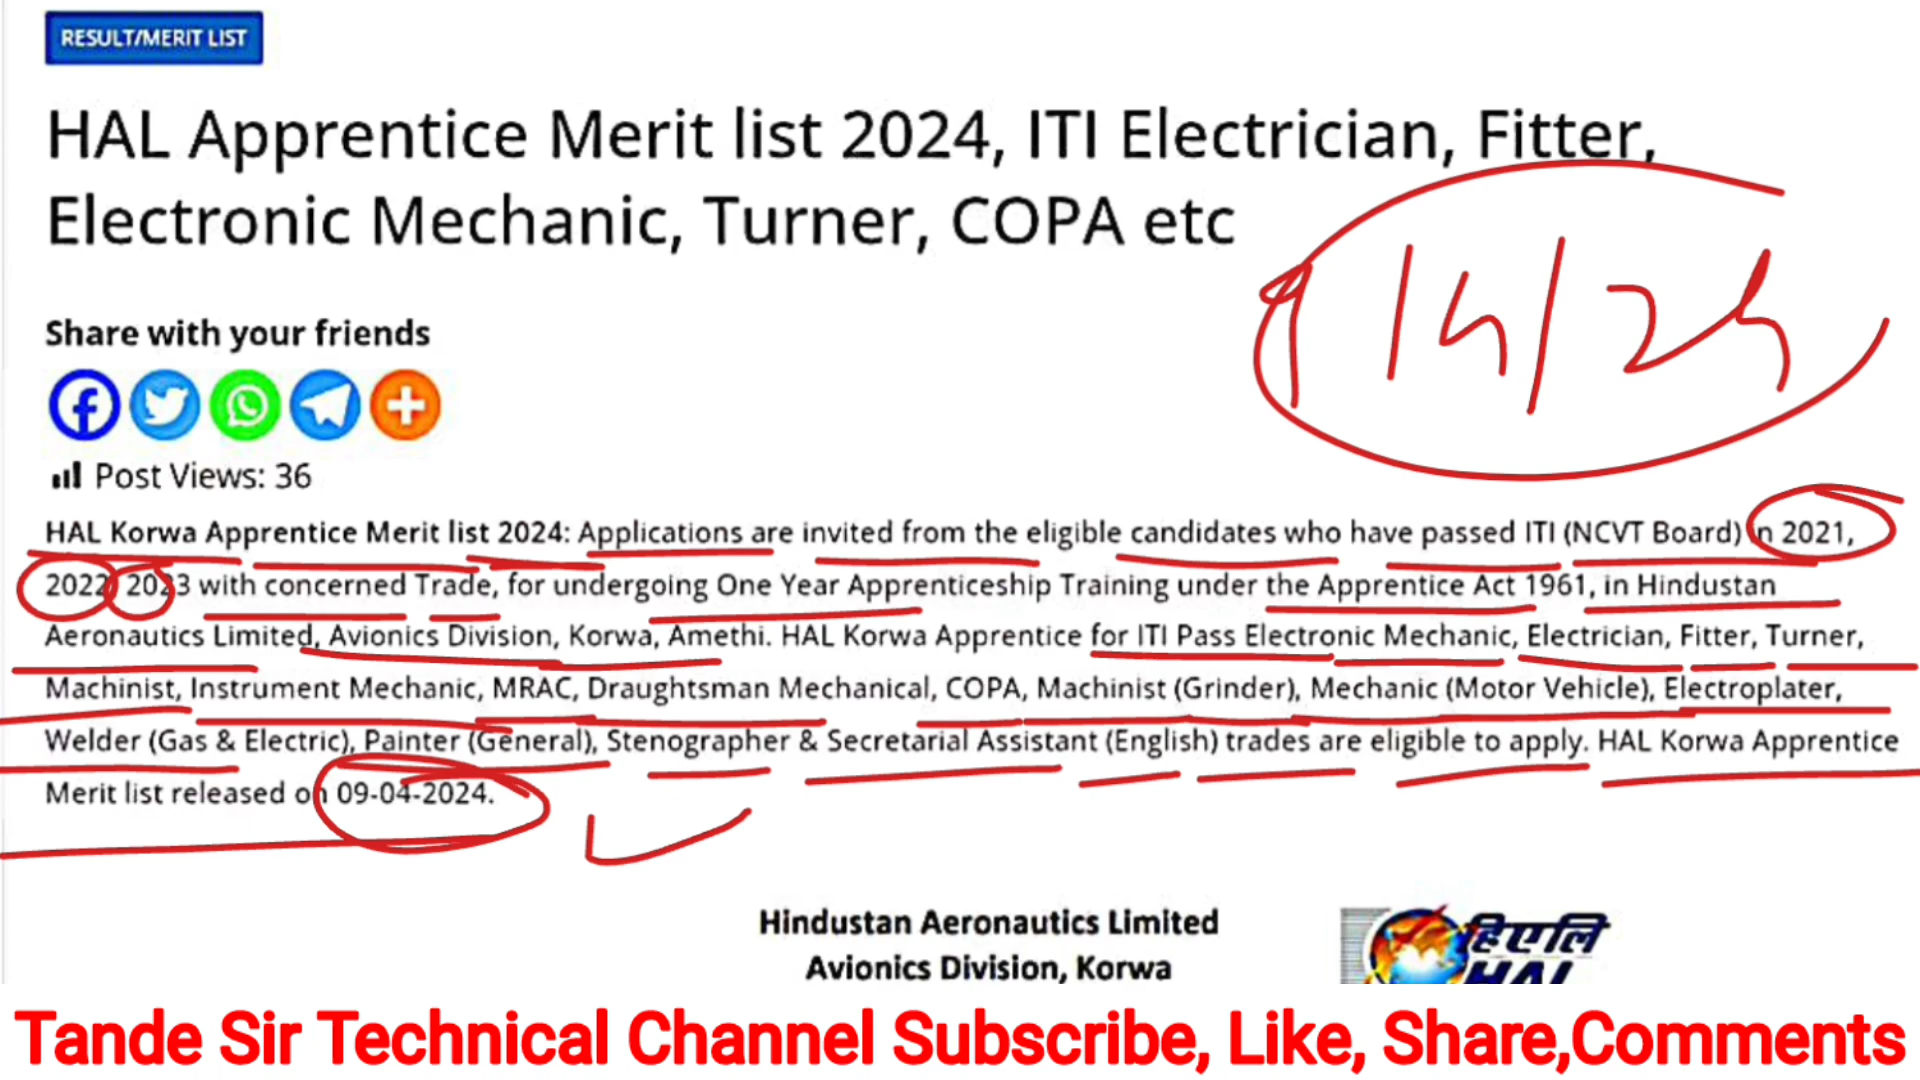 RESULT/MERIT LIST
HAL Apprentice Merit list 2024, ITI Electrician, Fitter,
Electronic Mechanic, Turner, COPA etc
9/4/24
Share with your friends
Post Views: 36
HAL Korwa Apprentice Merit list 2024: Applications are invited from the eligible candidates who have passed ITI (NCVT Board) in 2021,
2022, 2023 with concerned Trade, for undergoing One Year Apprenticeship Training under the Apprentice Act 1961, in Hindustan
Aeronautics Limited, Avionics Division, Korwa, Amethi. HAL Korwa Apprentice for ITI Pass Electronic Mechanic, Electrician, Fitter, Turner,
Machinist, Instrument Mechanic, MRAC, Draughtsman Mechanical, COPA, Machinist (Grinder), Mechanic (Motor Vehicle), Electroplater,
Welder (Gas & Electric), Painter (General), Stenographer & Secretarial Assistant (English) trades are eligible to apply. HAL Korwa Apprentice
Merit list released on 09-04-2024.
Hindustan Aeronautics Limited
Avionics Division, Korwa
हिएलि
HAL
Tande Sir Technical Channel Subscribe, Like, Share,Comments